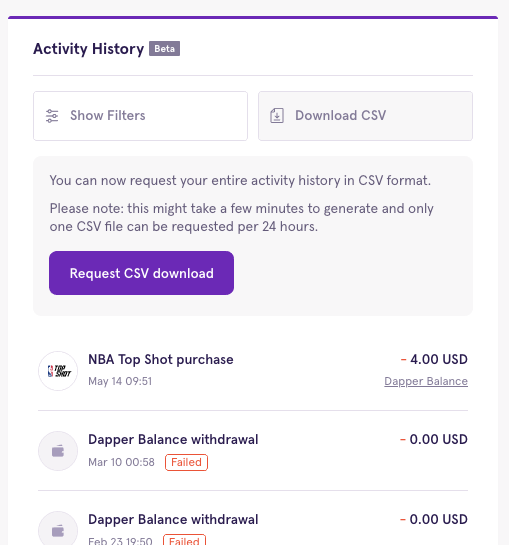 Activity History Beta
Show Filters
Download CSV
You can now request your entire activity history in CSV format.
Please note: this might take a few minutes to generate and only
one CSV file can be requested per 24 hours.
Request CSV download
TOP
SHOT
NBA Top Shot purchase
- 4.00 USD
May 14 09:51
Dapper Balance
Dapper Balance withdrawal
- 0.00 USD
Mar 10 00:58 Failed
Dapper Balance withdrawal
- 0.00 USD
Feb 23 19:50 Failed